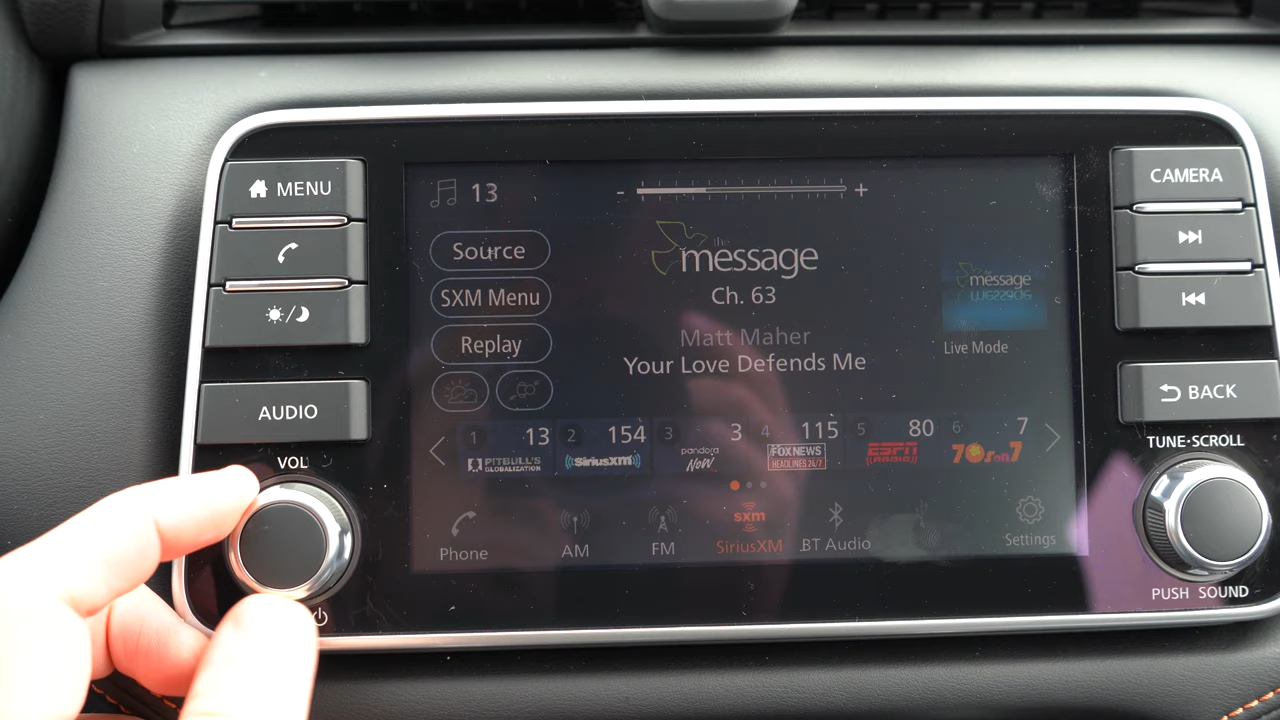 MENU
AUDIO
VOL
13
- +
Source
SXM Menu
Replay
the
message
Ch. 63
Matt Maher
Your Love Defends Me
the
message
Live Mode
1 13
PITBULL'S
GLOBALIZATION
2 154
((SiriusXM))
3 3
pandora
NOW
4 115
FOX NEWS
HEADLINES 24/7
5 80
ESPN
RADIO
6 7
70s on 7
Phone
AM
FM
sxm
SiriusXM
BT Audio
Settings
CAMERA
BACK
TUNE·SCROLL
PUSH SOUND